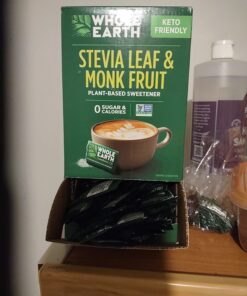 WHOLE
EARTH
KETO
FRIENDLY
STEVIA LEAF &
MONK FRUIT
PLANT-BASED SWEETENER
0 SUGAR &
CALORIES
WHOLE
EARTH